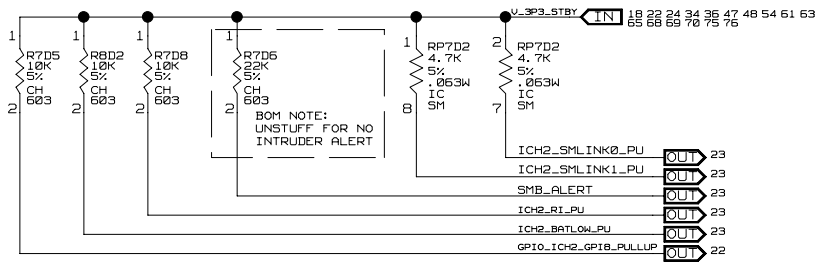 V_3P3_STBY IN 18 22 24 34 36 47 48 54 61 63
65 68 69 70 75 76
1 1 1 1 1 2
R7D5 R8D2 R7D8 R7D6 RP7D2 RP7D2
10K 10K 10K 22K 4.7K 4.7K
5% 5% 5% 5% 5% 5%
.063W .063W
CH CH CH CH IC IC
603 603 603 603 SM SM
2 2 2 2 8 7
BOM NOTE:
UNSTUFF FOR NO
INTRUDER ALERT
ICH2_SMLINK0_PU OUT 23
ICH2_SMLINK1_PU OUT 23
SMB_ALERT OUT 23
ICH2_RI_PU OUT 23
ICH2_BATLOW_PU OUT 23
GPIO_ICH2_GPI8_PULLUP OUT 22